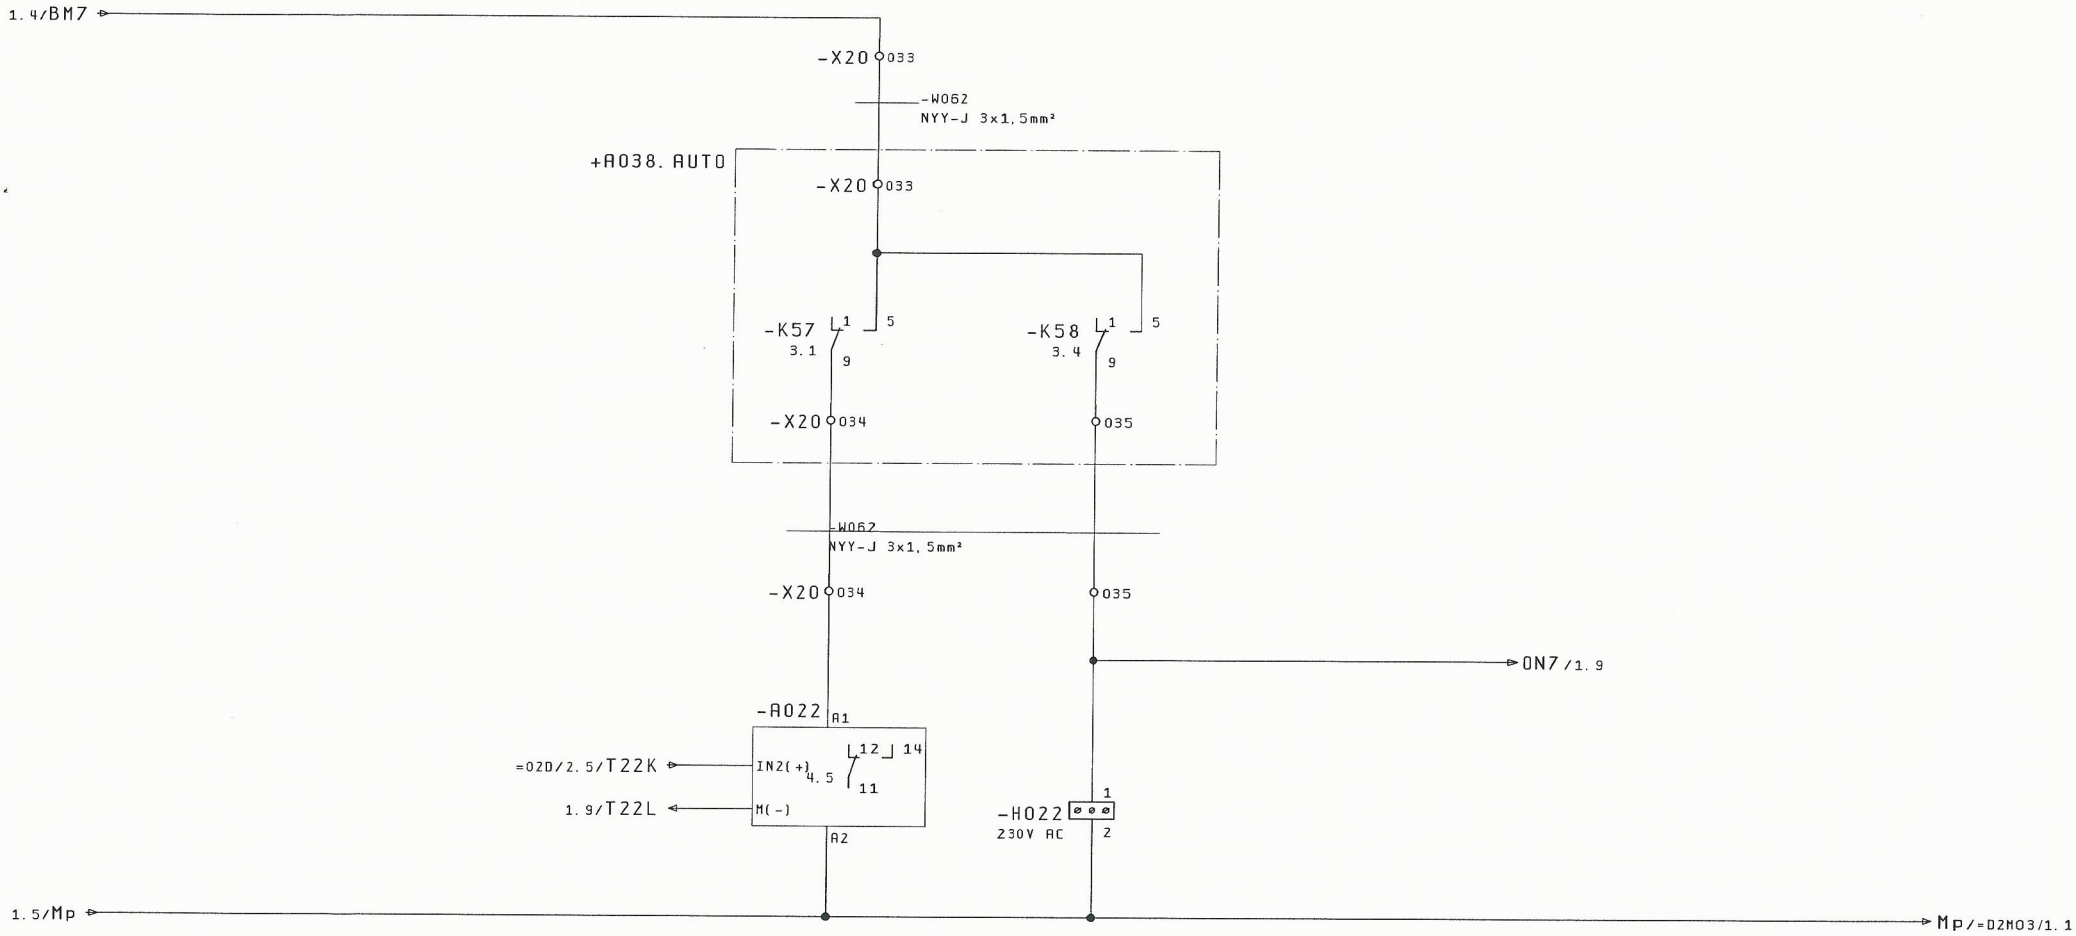 1.4/BM7
-X20 033
-W062
NYY-J 3x1,5mm²
+A038.AUTO
-X20 033
-K57 1 5
3.1 9
-K58 1 5
3.4 9
-X20 034
035
-W062
NYY-J 3x1,5mm²
-X20 034
035
ON7/1.9
-A022 A1
=02D/2.5/T22K
IN2(+)
4.5
12 14
11
1.9/T22L
M(-)
A2
-H022
230V AC
1
2
1.5/Mp
Mp/=D2M03/1.1